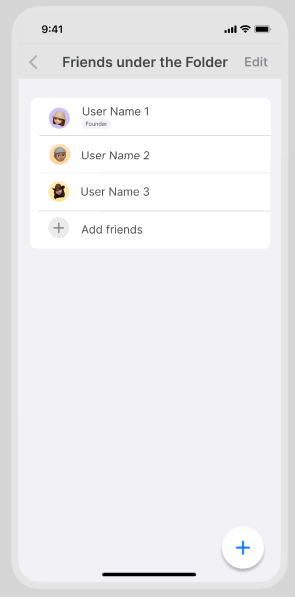 9:41
Friends under the Folder Edit
User Name 1
Founder
User Name 2
User Name 3
Add friends